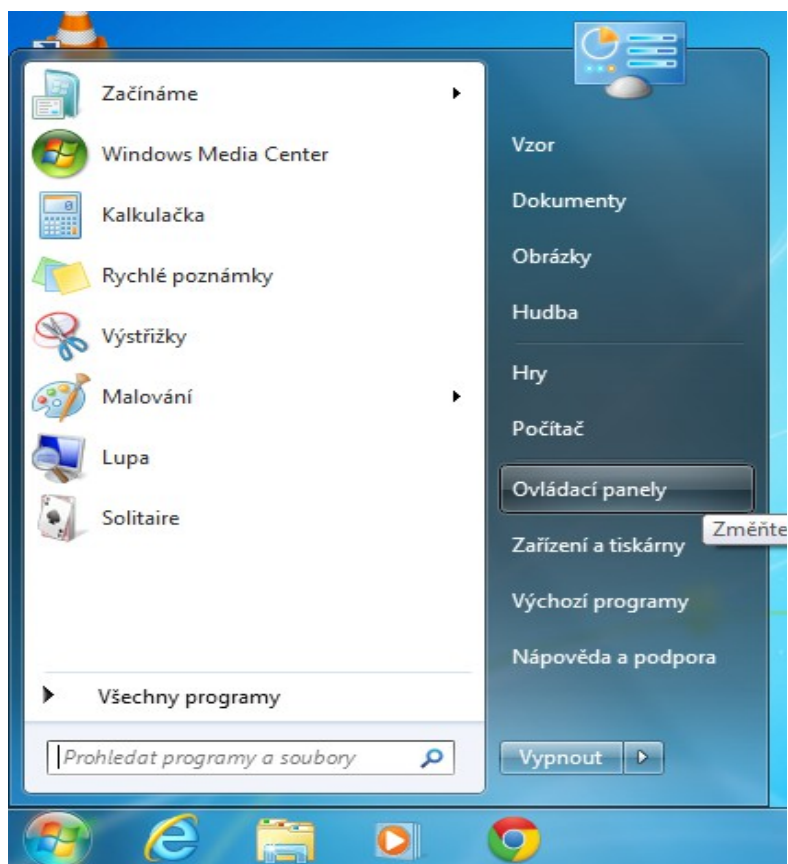 Začínáme
Windows Media Center
Kalkulačka
Rychlé poznámky
Výstřižky
Malování
Lupa
Solitaire
Všechny programy
Prohledat programy a soubory
Vzor
Dokumenty
Obrázky
Hudba
Hry
Počítač
Ovládací panely
Změňte
Zařízení a tiskárny
Výchozí programy
Nápověda a podpora
Vypnout